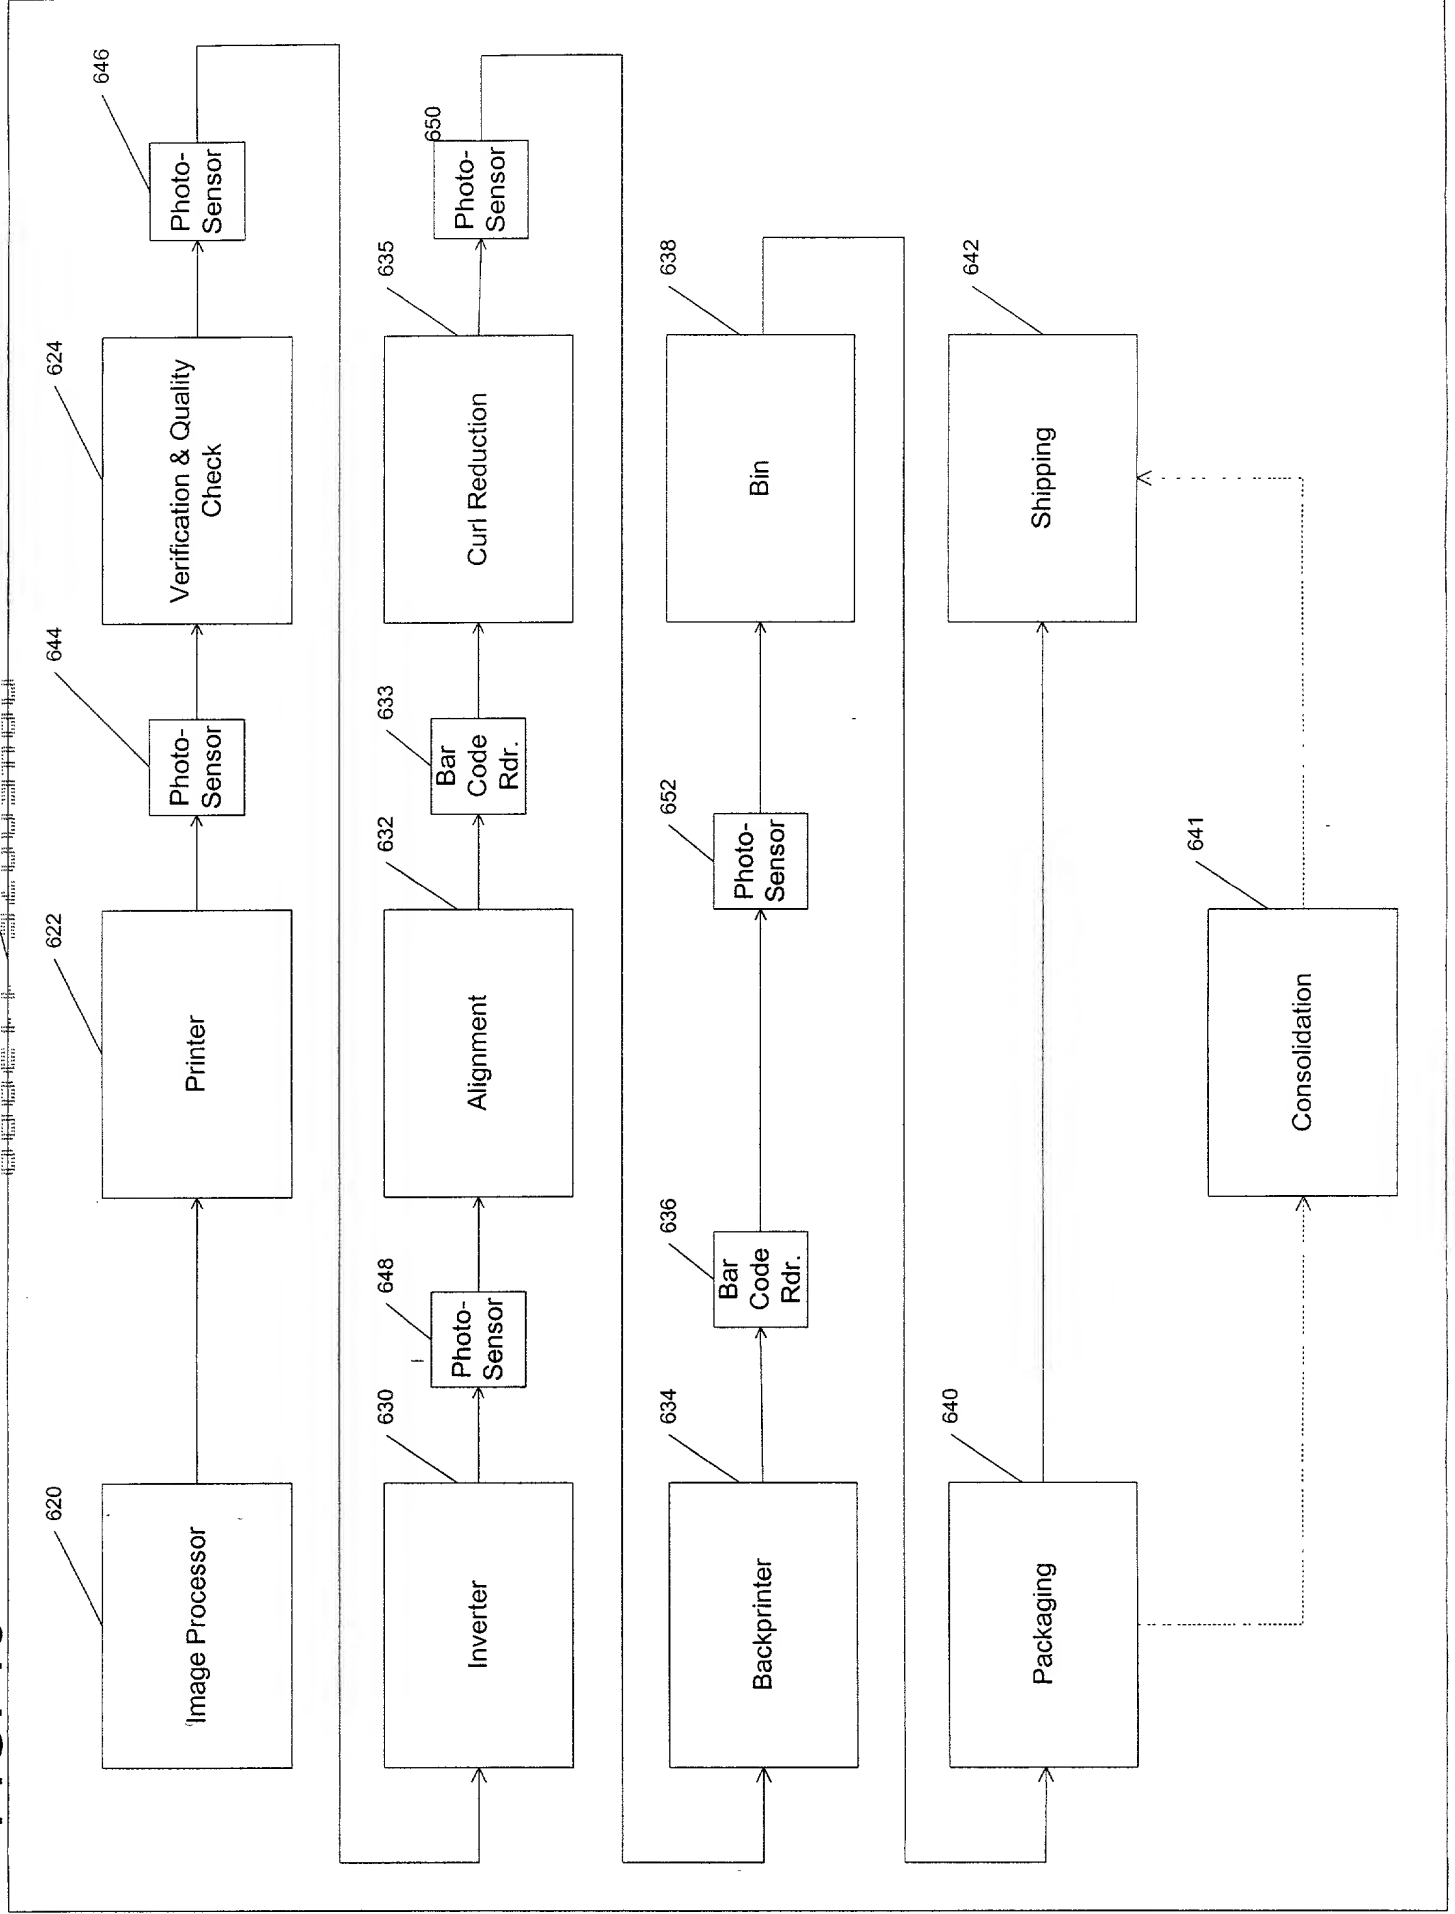 620
Image Processor
622
Printer
644
Photo-
Sensor
624
Verification & Quality
Check
646
Photo-
Sensor
630
Inverter
648
Photo-
Sensor
632
Alignment
633
Bar
Code
Rdr.
635
Curl Reduction
650
Photo-
Sensor
634
Backprinter
636
Bar
Code
Rdr.
652
Photo-
Sensor
638
Bin
640
Packaging
642
Shipping
641
Consolidation